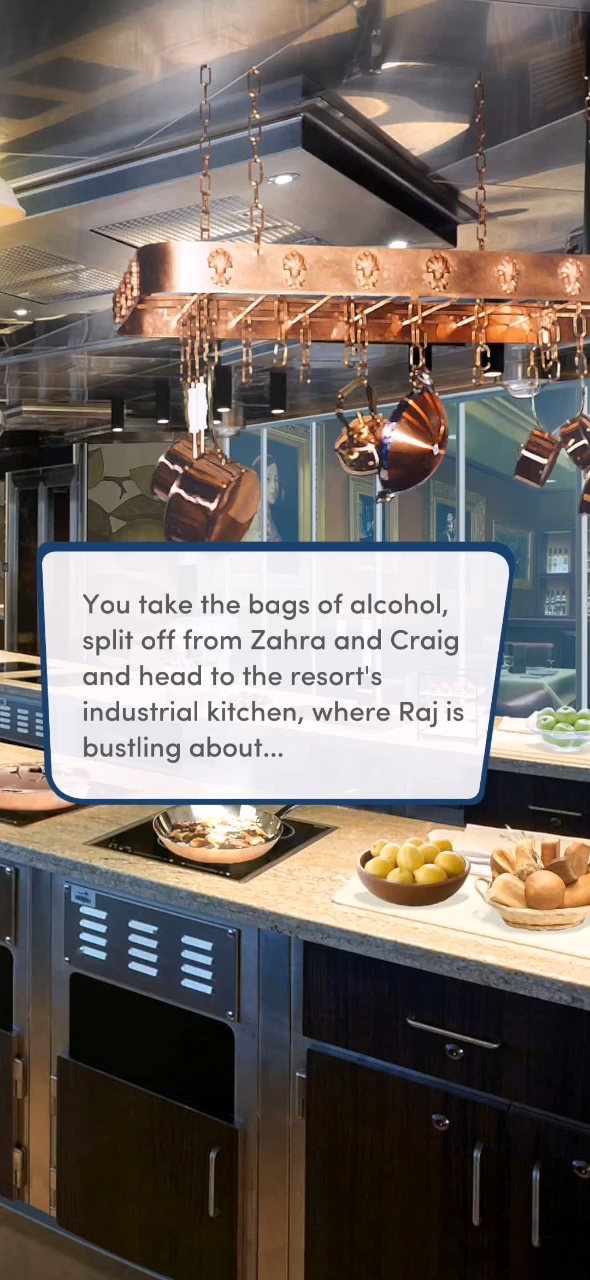 You take the bags of alcohol,
split off from Zahra and Craig
and head to the resort's
industrial kitchen, where Raj is
bustling about...